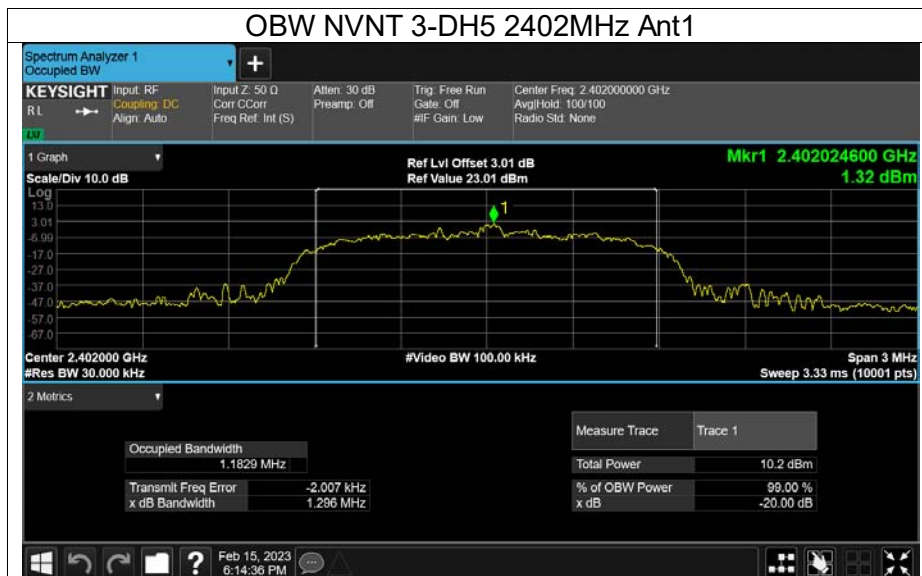 OBW NVNT 3-DH5 2402MHz Ant1
Spectrum Analyzer 1
Occupied BW
+
KEYSIGHT
RL
LXI
Input: RF
Coupling: DC
Align: Auto
Input Z: 50 Ω
Corr CCorr
Freq Ref: Int (S)
Atten: 30 dB
Preamp: Off
Trig: Free Run
Gate: Off
#IF Gain: Low
Center Freq: 2.402000000 GHz
Avg|Hold: 100/100
Radio Std: None
1 Graph
Scale/Div 10.0 dB
Ref Lvl Offset 3.01 dB
Ref Value 23.01 dBm
Mkr1 2.402024600 GHz
1.32 dBm
Log
13.0
3.01
-6.99
-17.0
-27.0
-37.0
-47.0
-57.0
-67.0
1
Center 2.402000 GHz
#Res BW 30.000 kHz
#Video BW 100.00 kHz
Span 3 MHz
Sweep 3.33 ms (10001 pts)
2 Metrics
Occupied Bandwidth
1.1829 MHz
Transmit Freq Error -2.007 kHz
x dB Bandwidth 1.296 MHz
Measure Trace Trace 1
Total Power 10.2 dBm
% of OBW Power 99.00 %
x dB -20.00 dB
?
Feb 15, 2023
6:14:36 PM